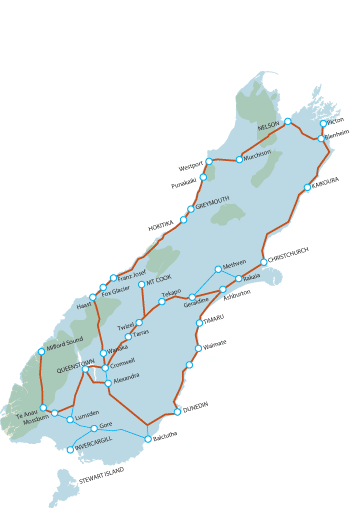 NELSON
Picton
Blenheim
Westport
Murchison
Punakaiki
KAIKOURA
GREYMOUTH
HOKITIKA
CHRISTCHURCH
Methven
Franz Josef
MT COOK
Rakaia
Fox Glacier
Tekapo
Ashburton
Geraldine
Haast
Twizel
TIMARU
Tarras
Milford Sound
Waimate
Wanaka
QUEENSTOWN
Cromwell
Alexandra
Te Anau
Mossburn
DUNEDIN
Lumsden
Gore
Balclutha
INVERCARGILL
STEWART ISLAND